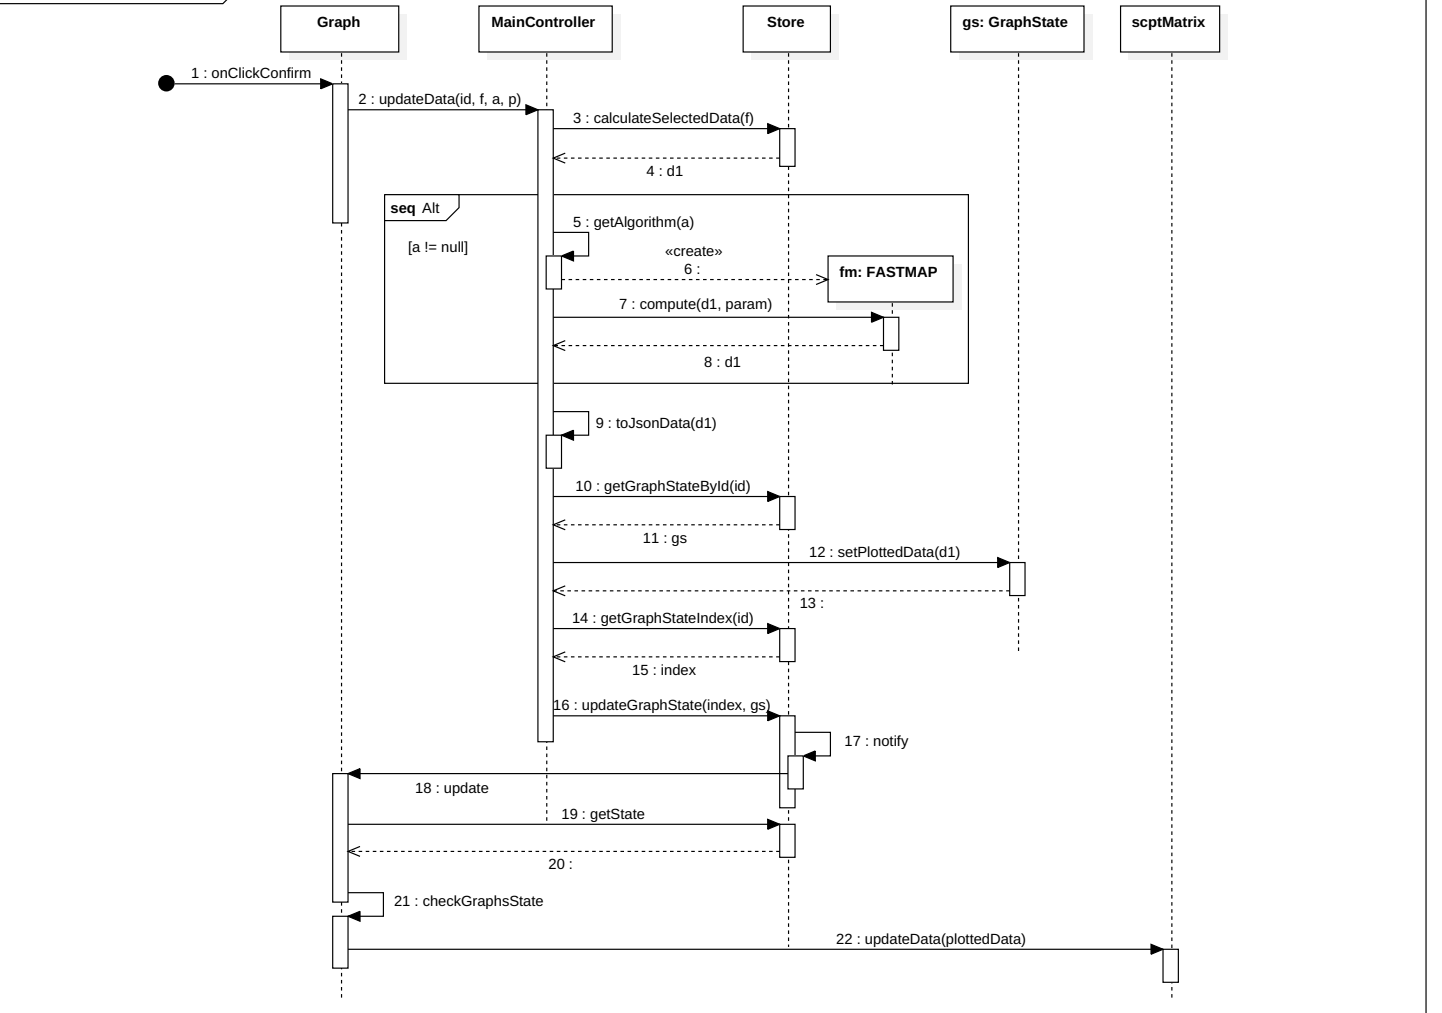 Graph
MainController
Store
gs: GraphState
scptMatrix
1 : onClickConfirm
2 : updateData(id, f, a, p)
3 : calculateSelectedData(f)
4 : d1
seq Alt
5 : getAlgorithm(a)
[a != null]
«create»
6 :
fm: FASTMAP
7 : compute(d1, param)
8 : d1
9 : toJsonData(d1)
10 : getGraphStateById(id)
11 : gs
12 : setPlottedData(d1)
13 :
14 : getGraphStateIndex(id)
15 : index
16 : updateGraphState(index, gs)
17 : notify
18 : update
19 : getState
20 :
21 : checkGraphsState
22 : updateData(plottedData)